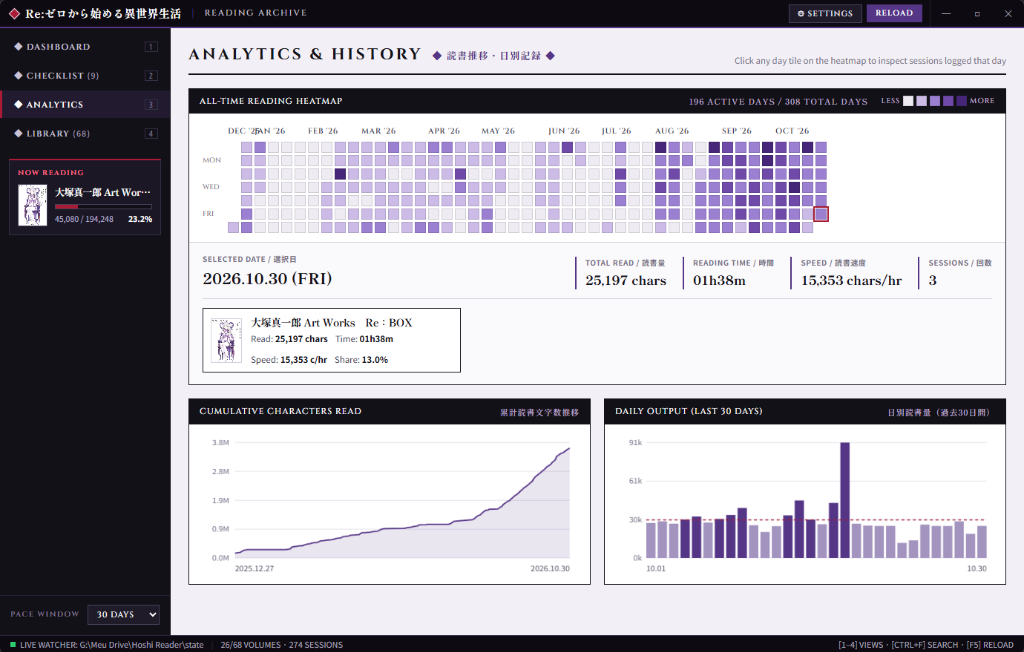 Re:ゼロから始める異世界生活 READING ARCHIVE SETTINGS RELOAD
DASHBOARD 1
CHECKLIST (9) 2
ANALYTICS 3
LIBRARY (68) 4
NOW READING
大塚真一郎 Art Wor…
45,080 / 194,248 23.2%
PACE WINDOW 30 DAYS
ANALYTICS & HISTORY ◆ 読書推移・日別記録 ◆
Click any day tile on the heatmap to inspect sessions logged that day
ALL-TIME READING HEATMAP 196 ACTIVE DAYS / 308 TOTAL DAYS LESS MORE
DEC '25 JAN '26 FEB '26 MAR '26 APR '26 MAY '26 JUN '26 JUL '26 AUG '26 SEP '26 OCT '26
MON
WED
FRI
SELECTED DATE / 選択日
2026.10.30 (FRI)
TOTAL READ / 読書量
25,197 chars
READING TIME / 時間
01h38m
SPEED / 読書速度
15,353 chars/hr
SESSIONS / 回数
3
大塚真一郎 Art Works Re：BOX
Read: 25,197 chars Time: 01h38m
Speed: 15,353 c/hr Share: 13.0%
CUMULATIVE CHARACTERS READ 累計読書文字数推移
3.8M
2.8M
1.9M
0.9M
0.0M
2025.12.27 2026.10.30
DAILY OUTPUT (LAST 30 DAYS) 日別読書量（過去30日間）
91k
61k
30k
0k
10.01 10.30
LIVE WATCHER: G:\Meu Drive\Hoshi Reader\state 26/68 VOLUMES · 274 SESSIONS [1-4] VIEWS · [CTRL+F] SEARCH · [F5] RELOAD